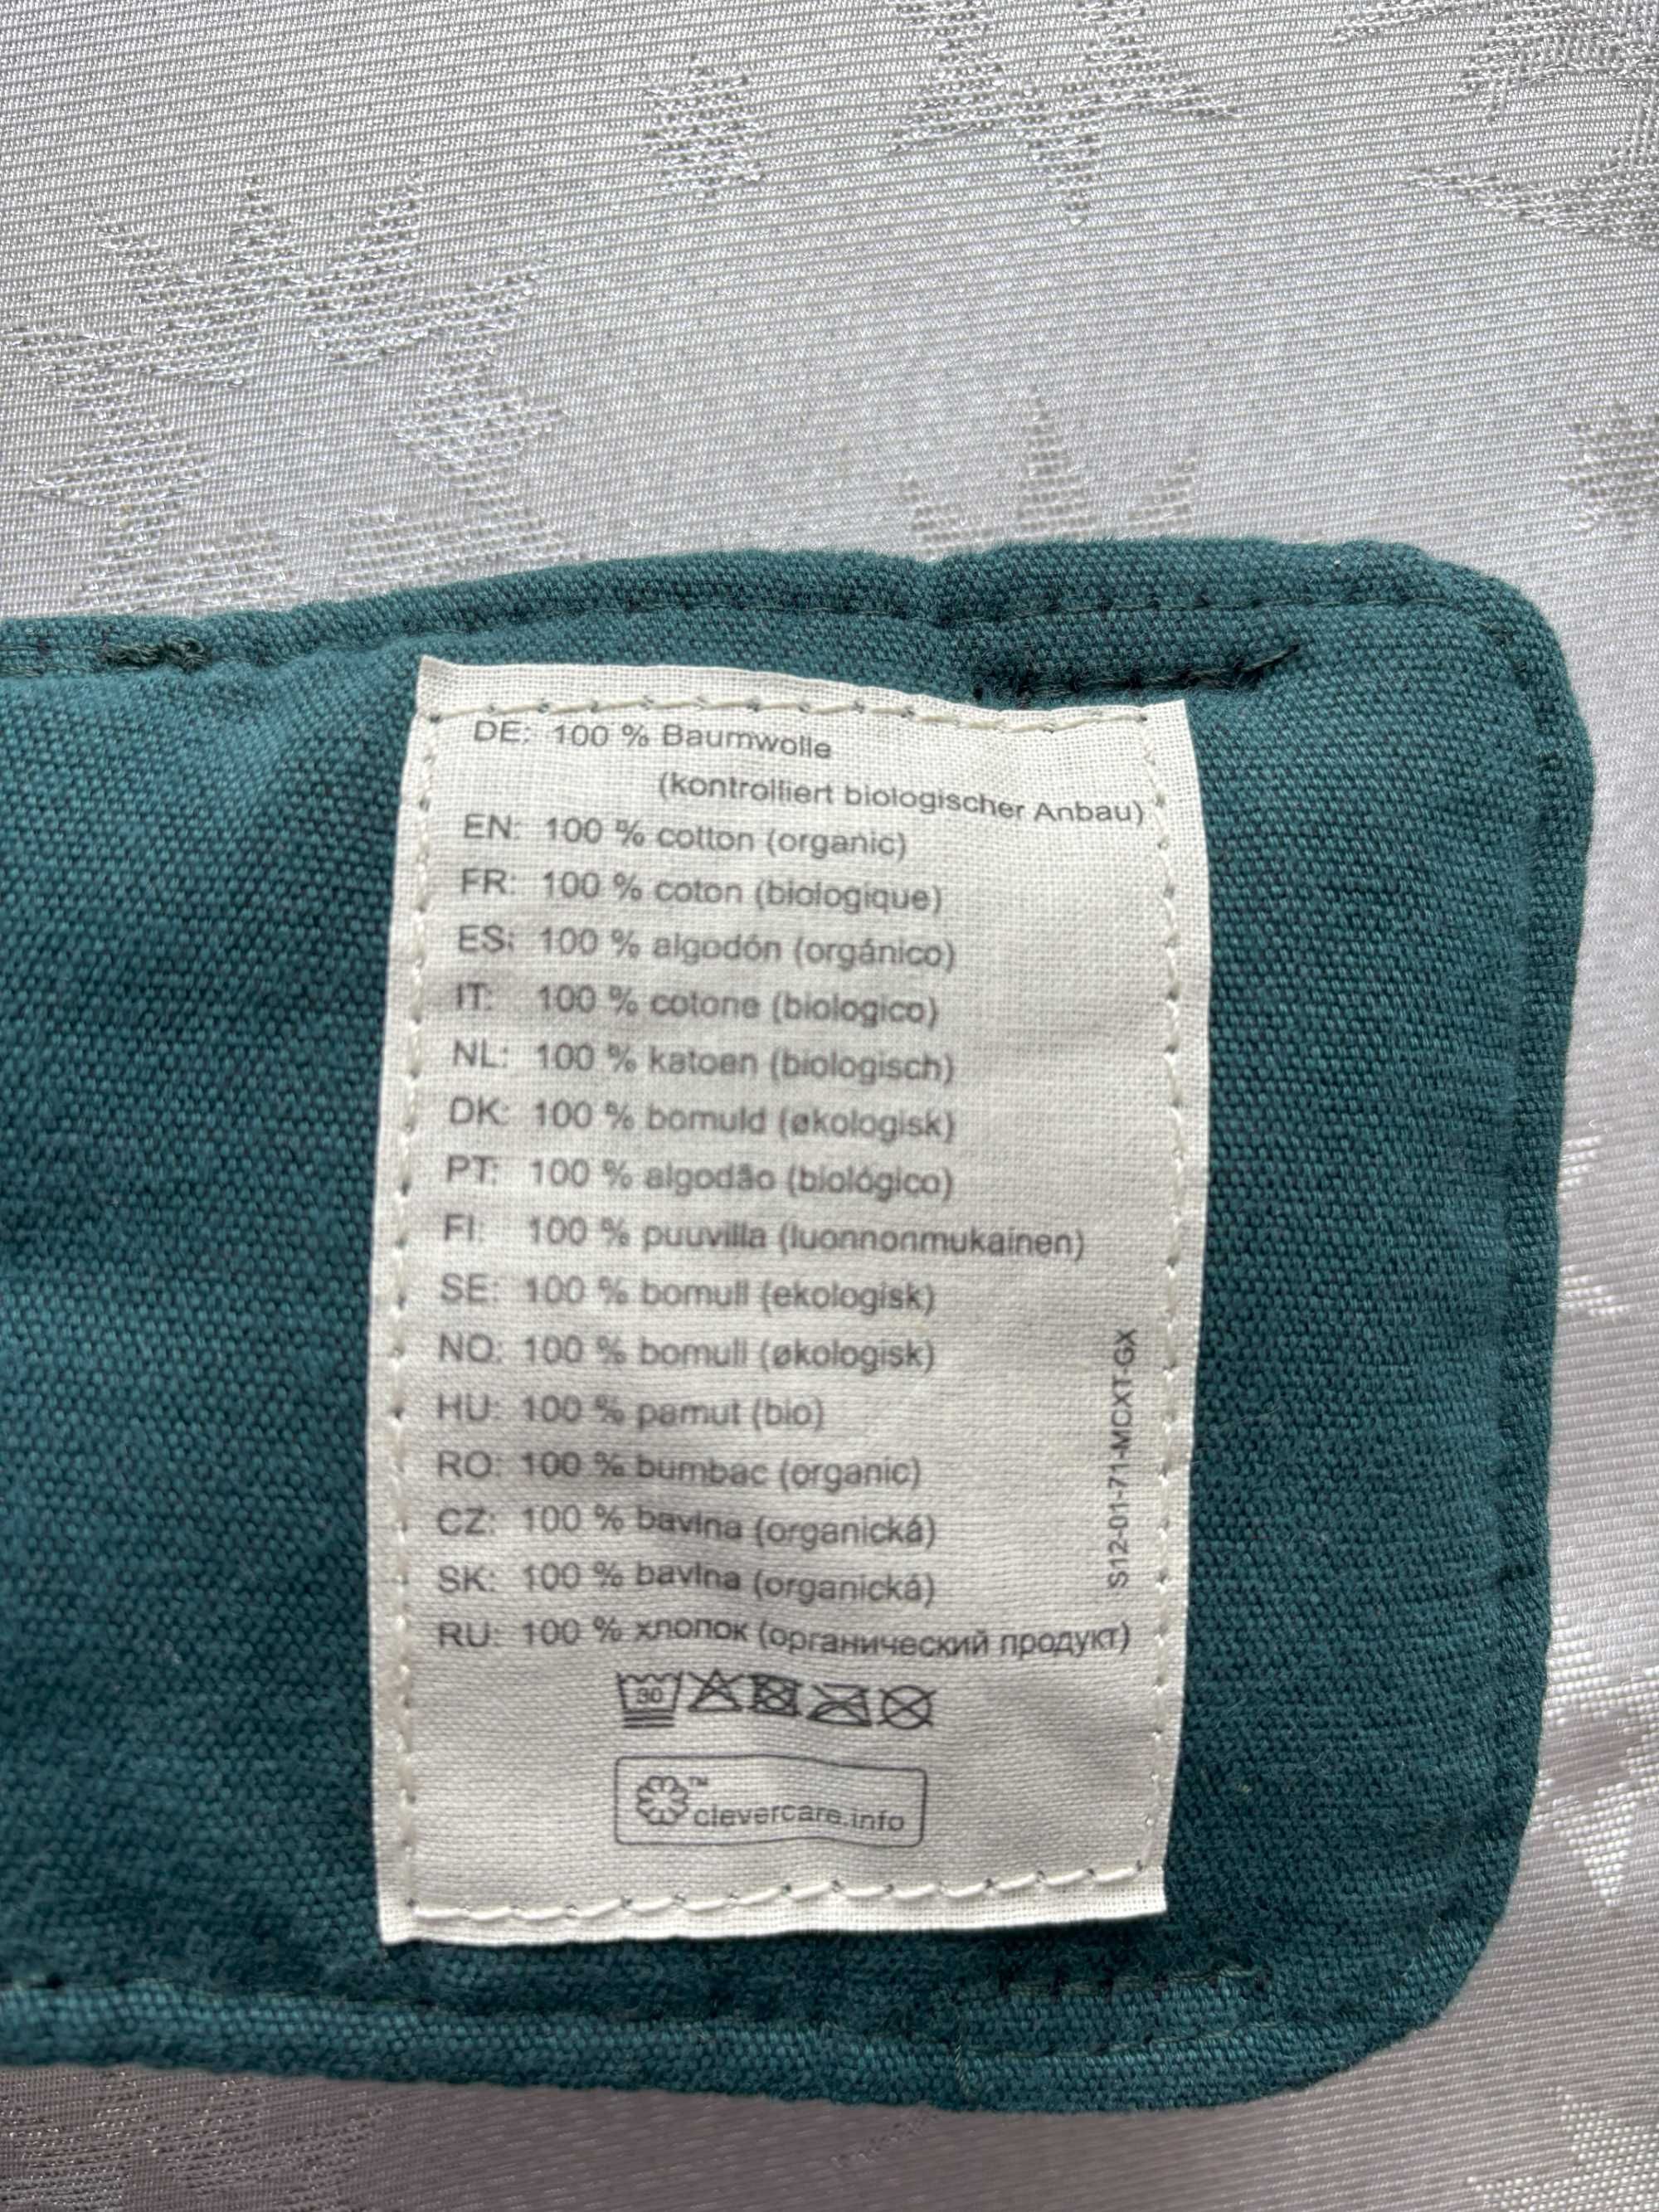 DE: 100 % Baumwolle
(kontrolliert biologischer Anbau)
EN: 100 % cotton (organic)
FR: 100 % coton (biologique)
ES: 100 % algodón (orgánico)
IT: 100 % cotone (biologico)
NL: 100 % katoen (biologisch)
DK: 100 % bomuld (økologisk)
PT: 100 % algodão (biológico)
FI: 100 % puuvilla (luonnonmukainen)
SE: 100 % bomull (ekologisk)
NO: 100 % bomull (økologisk)
HU: 100 % pamut (bio)
RO: 100 % bumbac (organic)
CZ: 100 % bavlna (organická)
SK: 100 % bavlna (organická)
RU: 100 % хлопок (органический продукт)
S12-01-71-MCXT-GX
30
™ clevercare.info